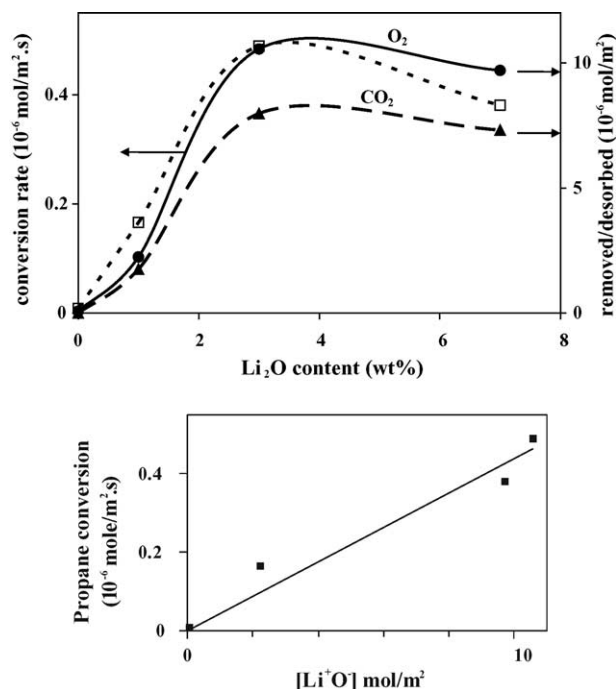 conversion rate (10⁻⁶ mol/m².s)
0.4
0.2
0
0 2 4 6 8
Li₂O content (wt%)
O₂
CO₂
10
5
0
removed/desorbed (10⁻⁶ mol/m²)
Propane conversion
(10⁻⁶ mole/m².s)
0.4
0.2
0
0 10
[Li⁺O⁻] mol/m²